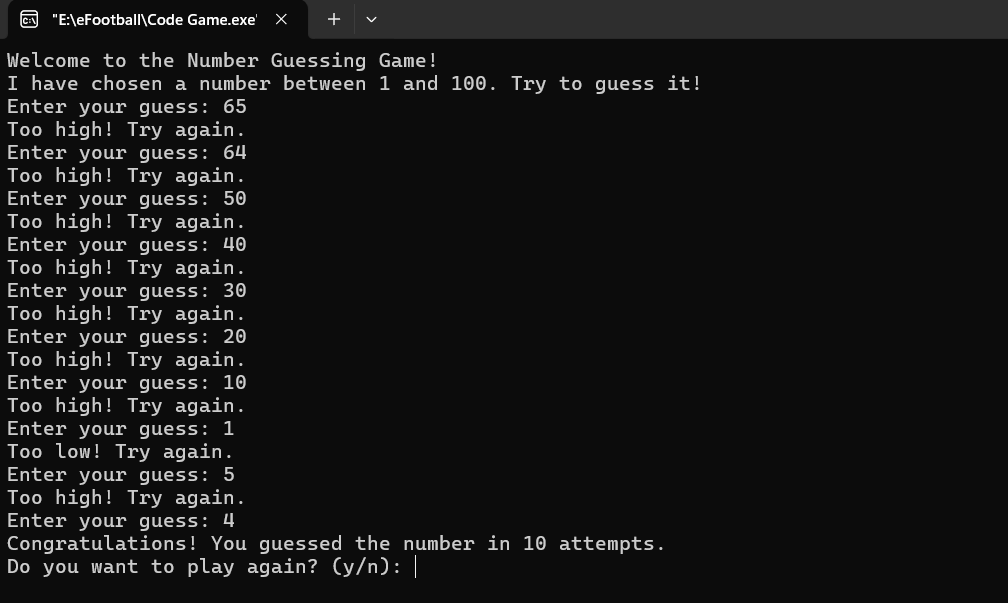 "E:\eFootball\Code Game.exe"
Welcome to the Number Guessing Game!
I have chosen a number between 1 and 100. Try to guess it!
Enter your guess: 65
Too high! Try again.
Enter your guess: 64
Too high! Try again.
Enter your guess: 50
Too high! Try again.
Enter your guess: 40
Too high! Try again.
Enter your guess: 30
Too high! Try again.
Enter your guess: 20
Too high! Try again.
Enter your guess: 10
Too high! Try again.
Enter your guess: 1
Too low! Try again.
Enter your guess: 5
Too high! Try again.
Enter your guess: 4
Congratulations! You guessed the number in 10 attempts.
Do you want to play again? (y/n):